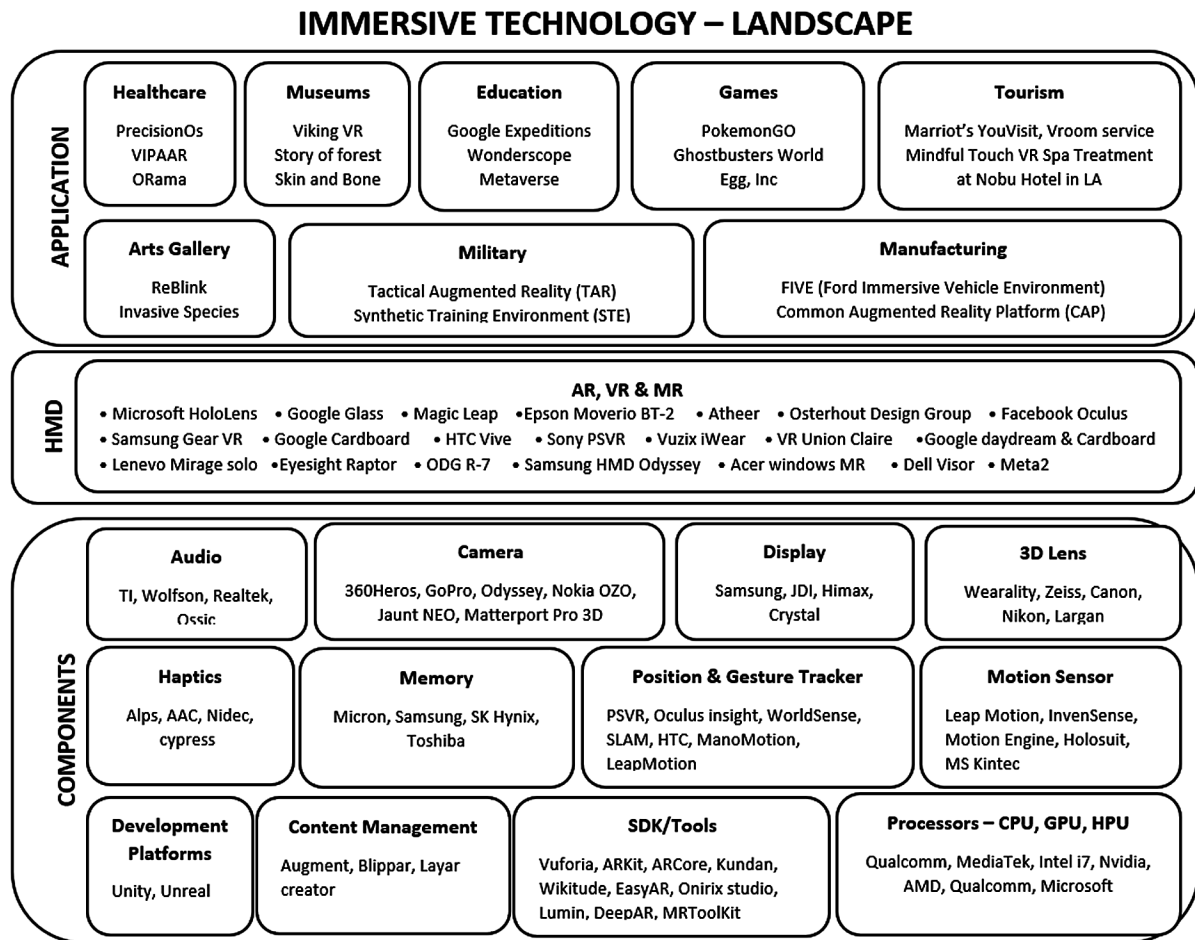 IMMERSIVE TECHNOLOGY – LANDSCAPE
APPLICATION
Healthcare
PrecisionOs
VIPAAR
ORama
Museums
Viking VR
Story of forest
Skin and Bone
Education
Google Expeditions
Wonderscope
Metaverse
Games
PokemonGO
Ghostbusters World
Egg, Inc
Tourism
Marriot's YouVisit, Vroom service
Mindful Touch VR Spa Treatment
at Nobu Hotel in LA
Arts Gallery
ReBlink
Invasive Species
Military
Tactical Augmented Reality (TAR)
Synthetic Training Environment (STE)
Manufacturing
FIVE (Ford Immersive Vehicle Environment)
Common Augmented Reality Platform (CAP)
HMD
AR, VR & MR
• Microsoft HoloLens • Google Glass • Magic Leap •Epson Moverio BT-2 • Atheer • Osterhout Design Group • Facebook Oculus
• Samsung Gear VR • Google Cardboard • HTC Vive • Sony PSVR • Vuzix iWear • VR Union Claire •Google daydream & Cardboard
• Lenevo Mirage solo •Eyesight Raptor • ODG R-7 • Samsung HMD Odyssey • Acer windows MR • Dell Visor • Meta2
COMPONENTS
Audio
TI, Wolfson, Realtek,
Ossic
Camera
360Heros, GoPro, Odyssey, Nokia OZO,
Jaunt NEO, Matterport Pro 3D
Display
Samsung, JDI, Himax,
Crystal
3D Lens
Wearality, Zeiss, Canon,
Nikon, Largan
Haptics
Alps, AAC, Nidec,
cypress
Memory
Micron, Samsung, SK Hynix,
Toshiba
Position & Gesture Tracker
PSVR, Oculus insight, WorldSense,
SLAM, HTC, ManoMotion,
LeapMotion
Motion Sensor
Leap Motion, InvenSense,
Motion Engine, Holosuit,
MS Kintec
Development
Platforms
Unity, Unreal
Content Management
Augment, Blippar, Layar
creator
SDK/Tools
Vuforia, ARKit, ARCore, Kundan,
Wikitude, EasyAR, Onirix studio,
Lumin, DeepAR, MRToolKit
Processors – CPU, GPU, HPU
Qualcomm, MediaTek, Intel i7, Nvidia,
AMD, Qualcomm, Microsoft